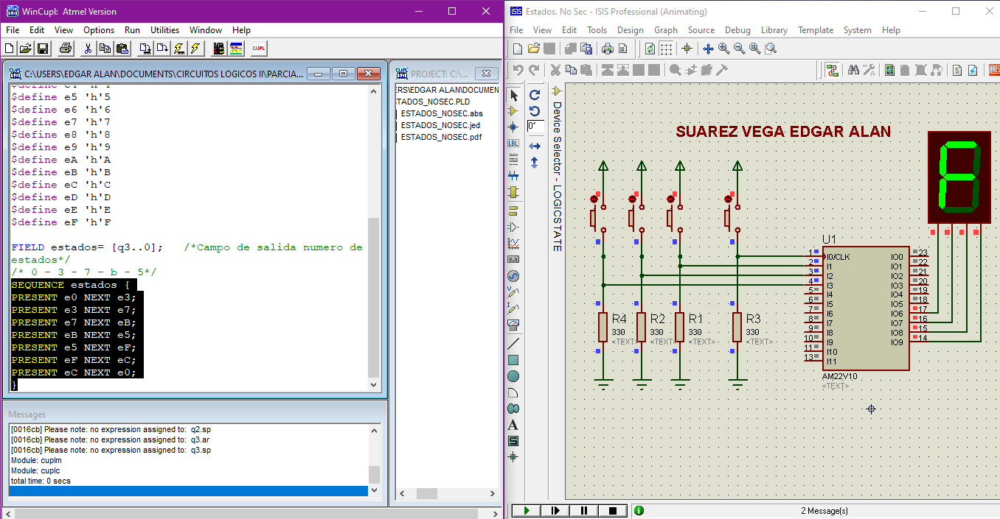 WinCupl: Atmel Version
File Edit View Options Run Utilities Window Help
CUPL
C:\USERS\EDGAR ALAN\DOCUMENTS\CIRCUITOS LOGICOS II\PARCIA...
$define e5 'h'5
$define e6 'h'6
$define e7 'h'7
$define e8 'h'8
$define e9 'h'9
$define eA 'h'A
$define eB 'h'B
$define eC 'h'C
$define eD 'h'D
$define eE 'h'E
$define eF 'h'F
FIELD estados= [q3..0]; /*Campo de salida numero de
estados*/
/* 0 - 3 - 7 - b - 5*/
SEQUENCE estados {
PRESENT e0 NEXT e3;
PRESENT e3 NEXT e7;
PRESENT e7 NEXT eB;
PRESENT eB NEXT e5;
PRESENT e5 NEXT eF;
PRESENT eF NEXT eC;
PRESENT eC NEXT e0;
}
PROJECT: C:\...
ERS\EDGAR ALAN\DOCUMEN
STADOS_NOSEC.PLD
ESTADOS_NOSEC.abs
ESTADOS_NOSEC.jed
ESTADOS_NOSEC.pdf
Messages
[0016cb] Please note: no expression assigned to: q2.sp
[0016cb] Please note: no expression assigned to: q3.ar
[0016cb] Please note: no expression assigned to: q3.sp
Module: cuplm
Module: cuplc
total time: 0 secs
ISIS
Estados. No Sec - ISIS Professional (Animating)
File View Edit Tools Design Graph Source Debug Library Template System Help
0°
LBL
Device Selector - LOGICSTATE
SUAREZ VEGA EDGAR ALAN
F
U1
1 I0/CLK IO0 23
2 I1 IO1 22
3 I2 IO2 21
4 I3 IO3 20
5 I4 IO4 19
6 I5 IO5 18
7 I6 IO6 17
8 I7 IO7 16
9 I8 IO8 15
10 I9 IO9 14
11 I10
13 I11
AM22V10
<TEXT>
R4 R2 R1 R3
330 330 330 330
<TEXT> <TEXT> <TEXT> <TEXT>
A
S
2 Message(s)